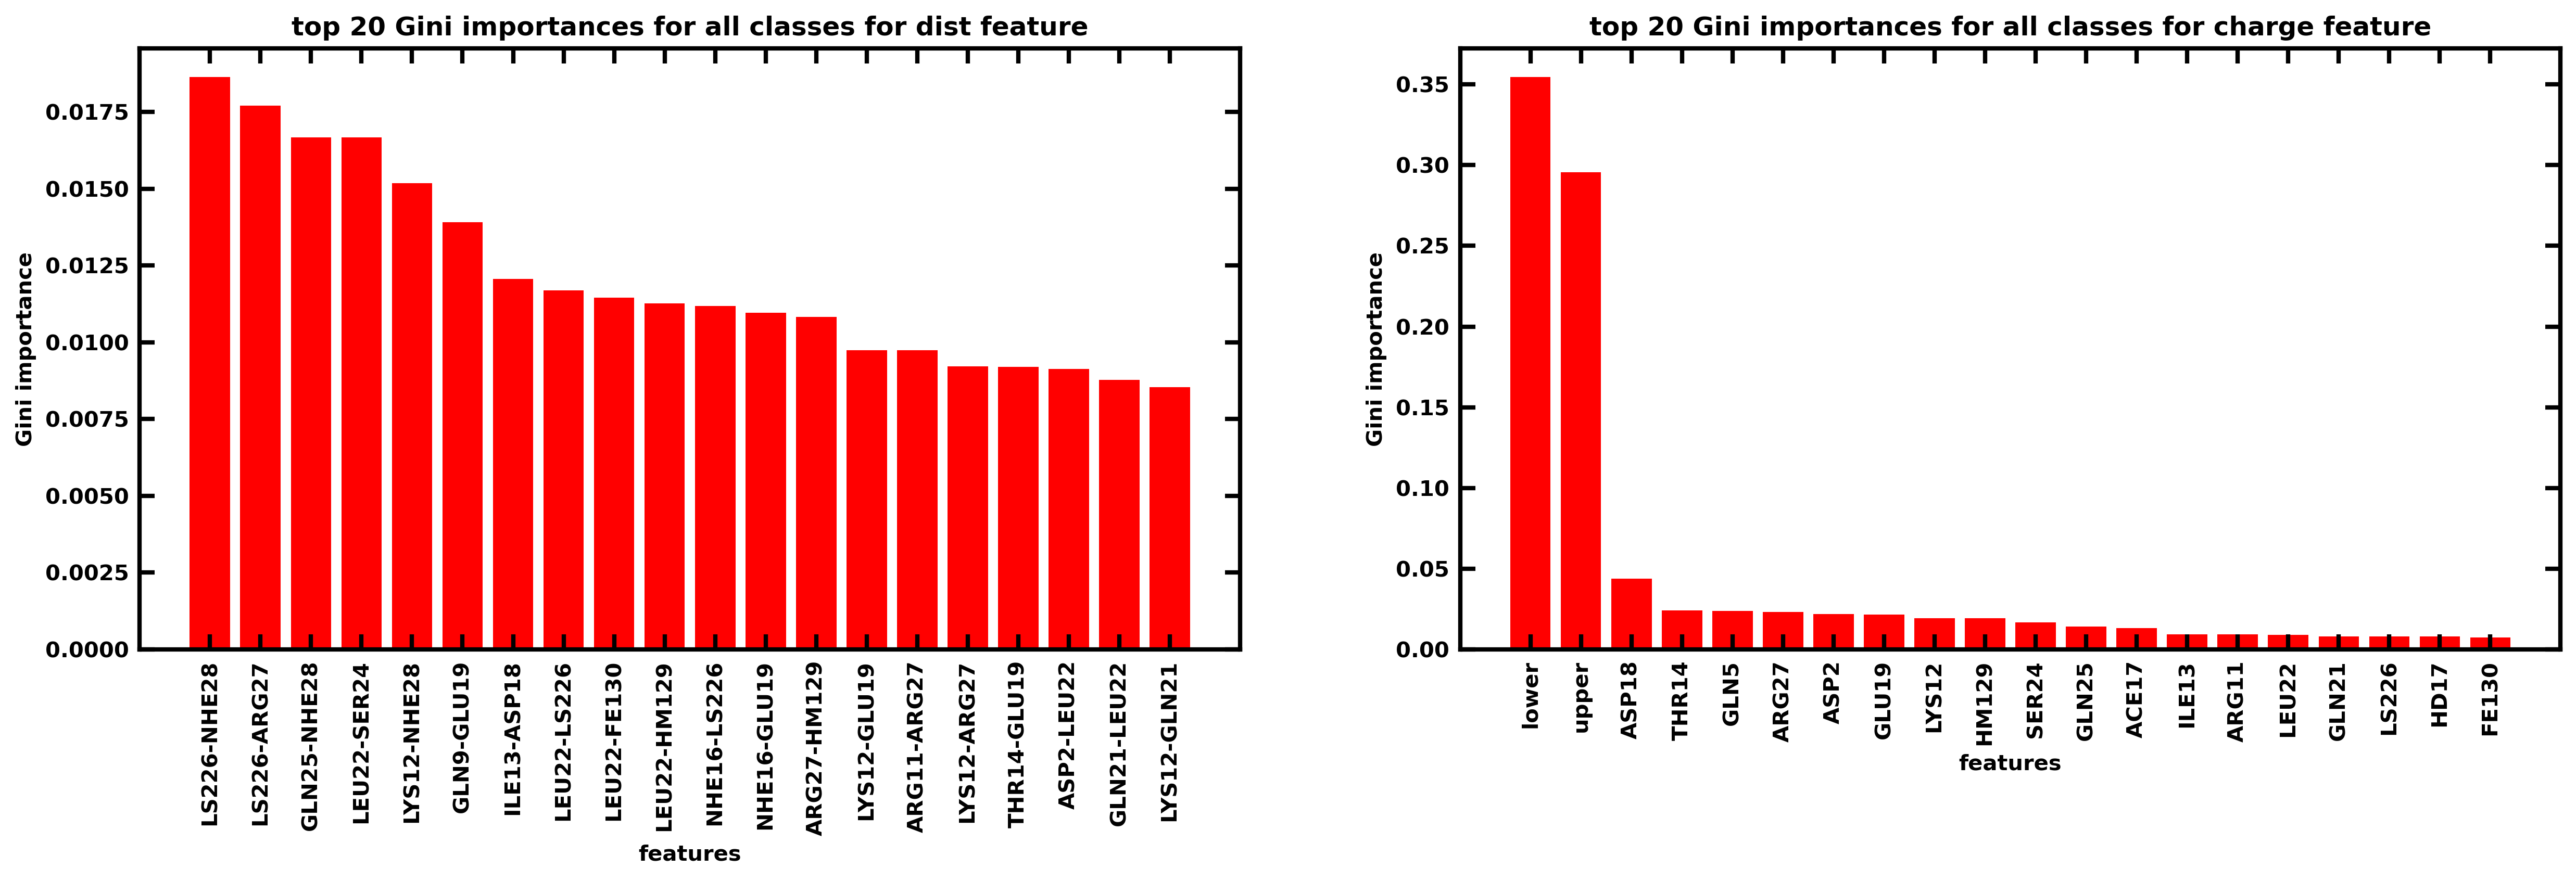 top 20 Gini importances for all classes for dist feature
Gini importance
0.0175
0.0150
0.0125
0.0100
0.0075
0.0050
0.0025
0.0000
LS226-NHE28
LS226-ARG27
GLN25-NHE28
LEU22-SER24
LYS12-NHE28
GLN9-GLU19
ILE13-ASP18
LEU22-LS226
LEU22-FE130
LEU22-HM129
NHE16-LS226
NHE16-GLU19
ARG27-HM129
LYS12-GLU19
ARG11-ARG27
LYS12-ARG27
THR14-GLU19
ASP2-LEU22
GLN21-LEU22
LYS12-GLN21
features
top 20 Gini importances for all classes for charge feature
Gini importance
0.35
0.30
0.25
0.20
0.15
0.10
0.05
0.00
lower
upper
ASP18
THR14
GLN5
ARG27
ASP2
GLU19
LYS12
HM129
SER24
GLN25
ACE17
ILE13
ARG11
LEU22
GLN21
LS226
HD17
FE130
features